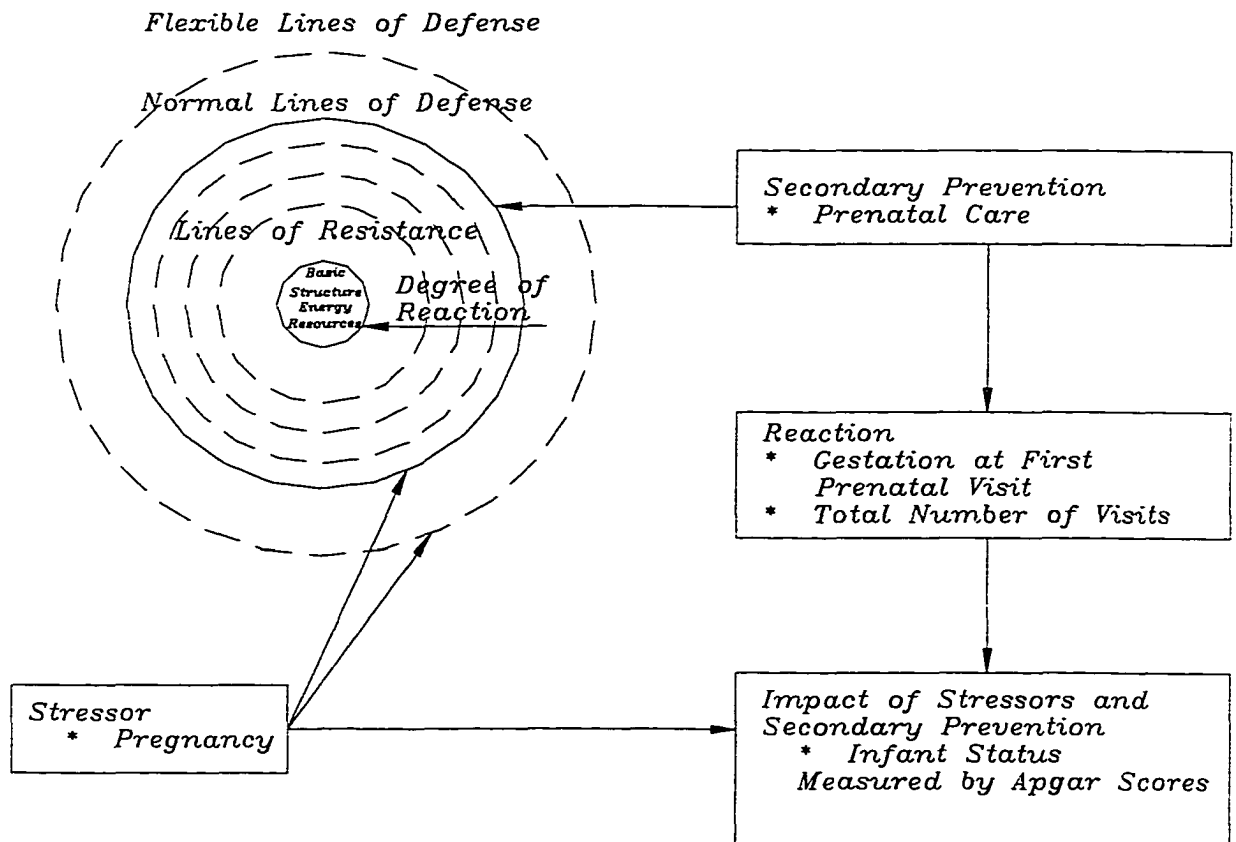 Flexible Lines of Defense
Normal Lines of Defense
Lines of Resistance
Basic
Structure
Energy
Resources
Degree of
Reaction
Secondary Prevention
* Prenatal Care
Reaction
* Gestation at First
Prenatal Visit
* Total Number of Visits
Stressor
* Pregnancy
Impact of Stressors and
Secondary Prevention
* Infant Status
Measured by Apgar Scores